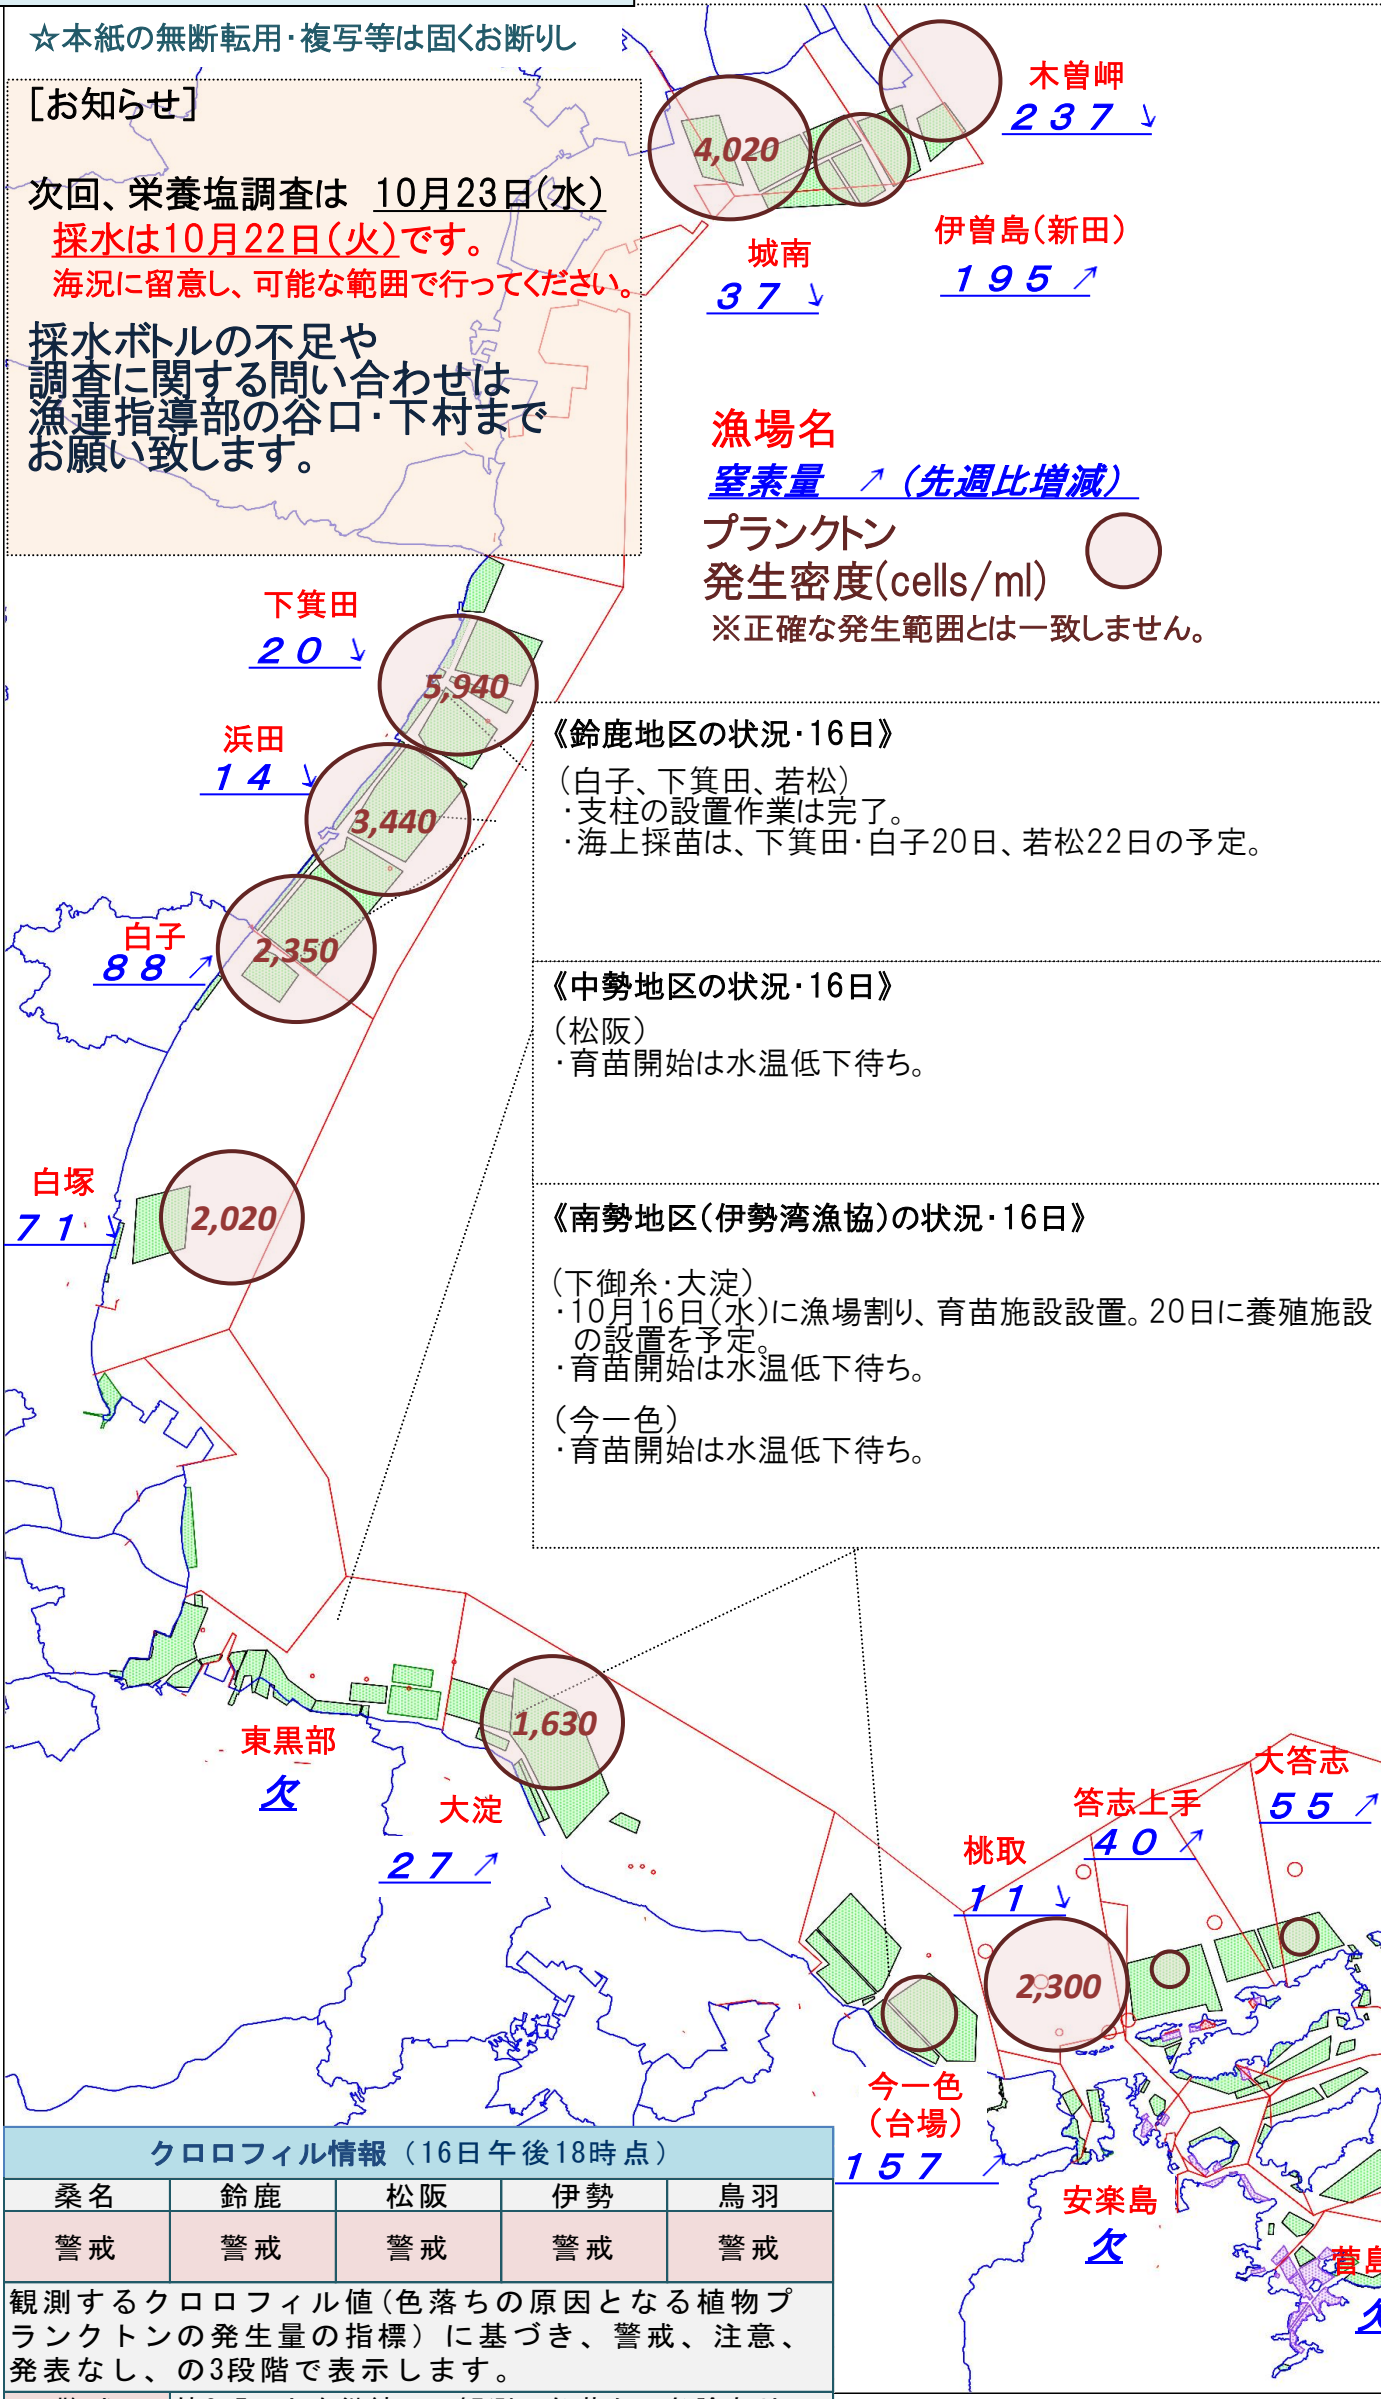 ☆本紙の無断転用・複写等は固くお断りし
[お知らせ]
次回、栄養塩調査は 10月23日(水)
採水は10月22日(火)です。
海況に留意し、可能な範囲で行ってください。
採水ボトルの不足や
調査に関する問い合わせは
漁連指導部の谷口・下村まで
お願い致します。
木曽岬
237 ↘
4,020
伊曽島(新田)
195 ↗
城南
37 ↘
漁場名
窒素量 ↗(先週比増減)
プランクトン
発生密度(cells/ml)
※正確な発生範囲とは一致しません。
下箕田
20 ↘
5,940
浜田
14 ↘
3,440
白子
88 ↗
2,350
白塚
71 ↘
2,020
《鈴鹿地区の状況・16日》
(白子、下箕田、若松)
・支柱の設置作業は完了。
・海上採苗は、下箕田・白子20日、若松22日の予定。
《中勢地区の状況・16日》
(松阪)
・育苗開始は水温低下待ち。
《南勢地区(伊勢湾漁協)の状況・16日》
(下御糸・大淀)
・10月16日(水)に漁場割り、育苗施設設置。20日に養殖施設
の設置を予定。
・育苗開始は水温低下待ち。
(今一色)
・育苗開始は水温低下待ち。
東黒部
欠
1,630
大淀
27 ↗
大答志
55 ↗
答志上手
40 ↗
桃取
11 ↘
2,300
今一色
(台場)
157 ↗
安楽島
欠
菅島
欠
クロロフィル情報(16日午後18時点)
桑名 鈴鹿 松阪 伊勢 鳥羽
警戒 警戒 警戒 警戒 警戒
観測するクロロフィル値(色落ちの原因となる植物プ
ランクトンの発生量の指標)に基づき、警戒、注意、
発表なし、の3段階で表示します。